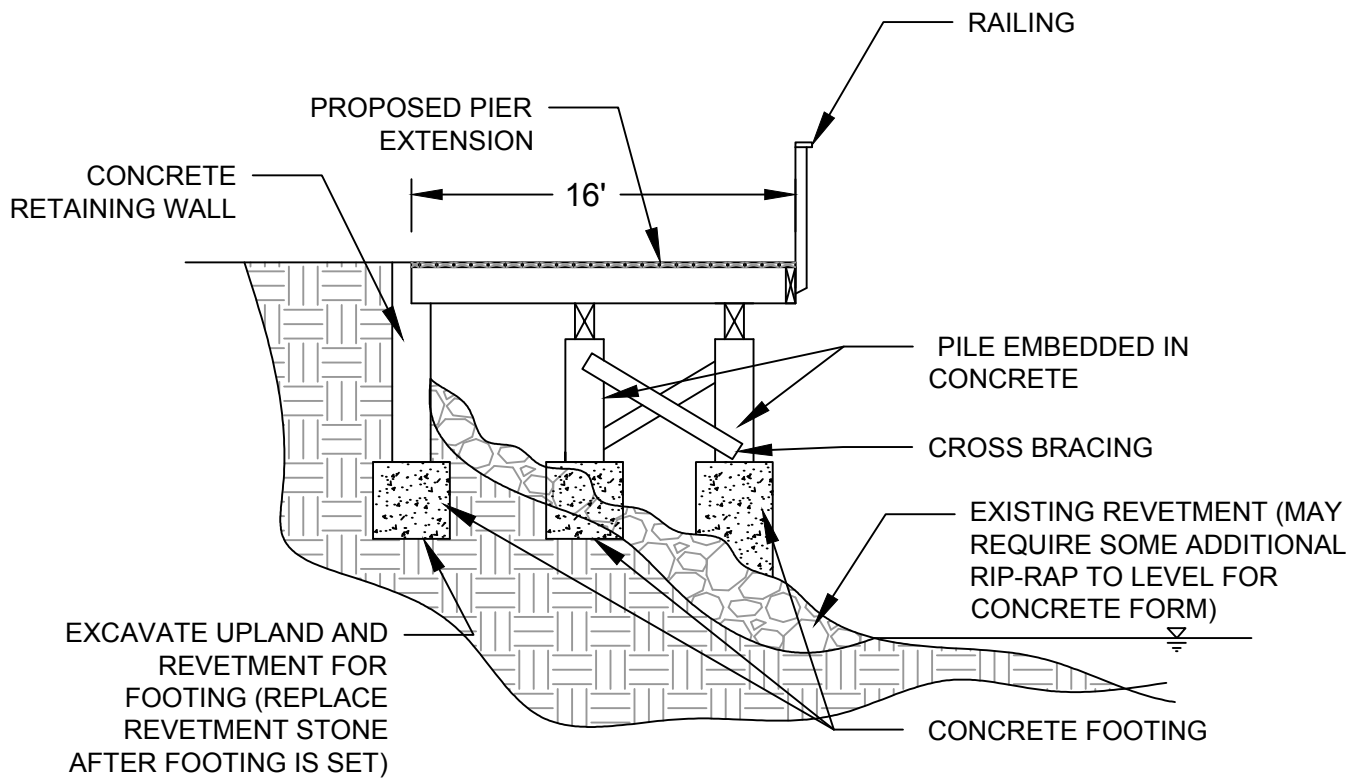 RAILING
PROPOSED PIER
EXTENSION
CONCRETE
RETAINING WALL
16'
PILE EMBEDDED IN
CONCRETE
CROSS BRACING
EXISTING REVETMENT (MAY
REQUIRE SOME ADDITIONAL
RIP-RAP TO LEVEL FOR
CONCRETE FORM)
EXCAVATE UPLAND AND
REVETMENT FOR
FOOTING (REPLACE
REVETMENT STONE
AFTER FOOTING IS SET)
CONCRETE FOOTING